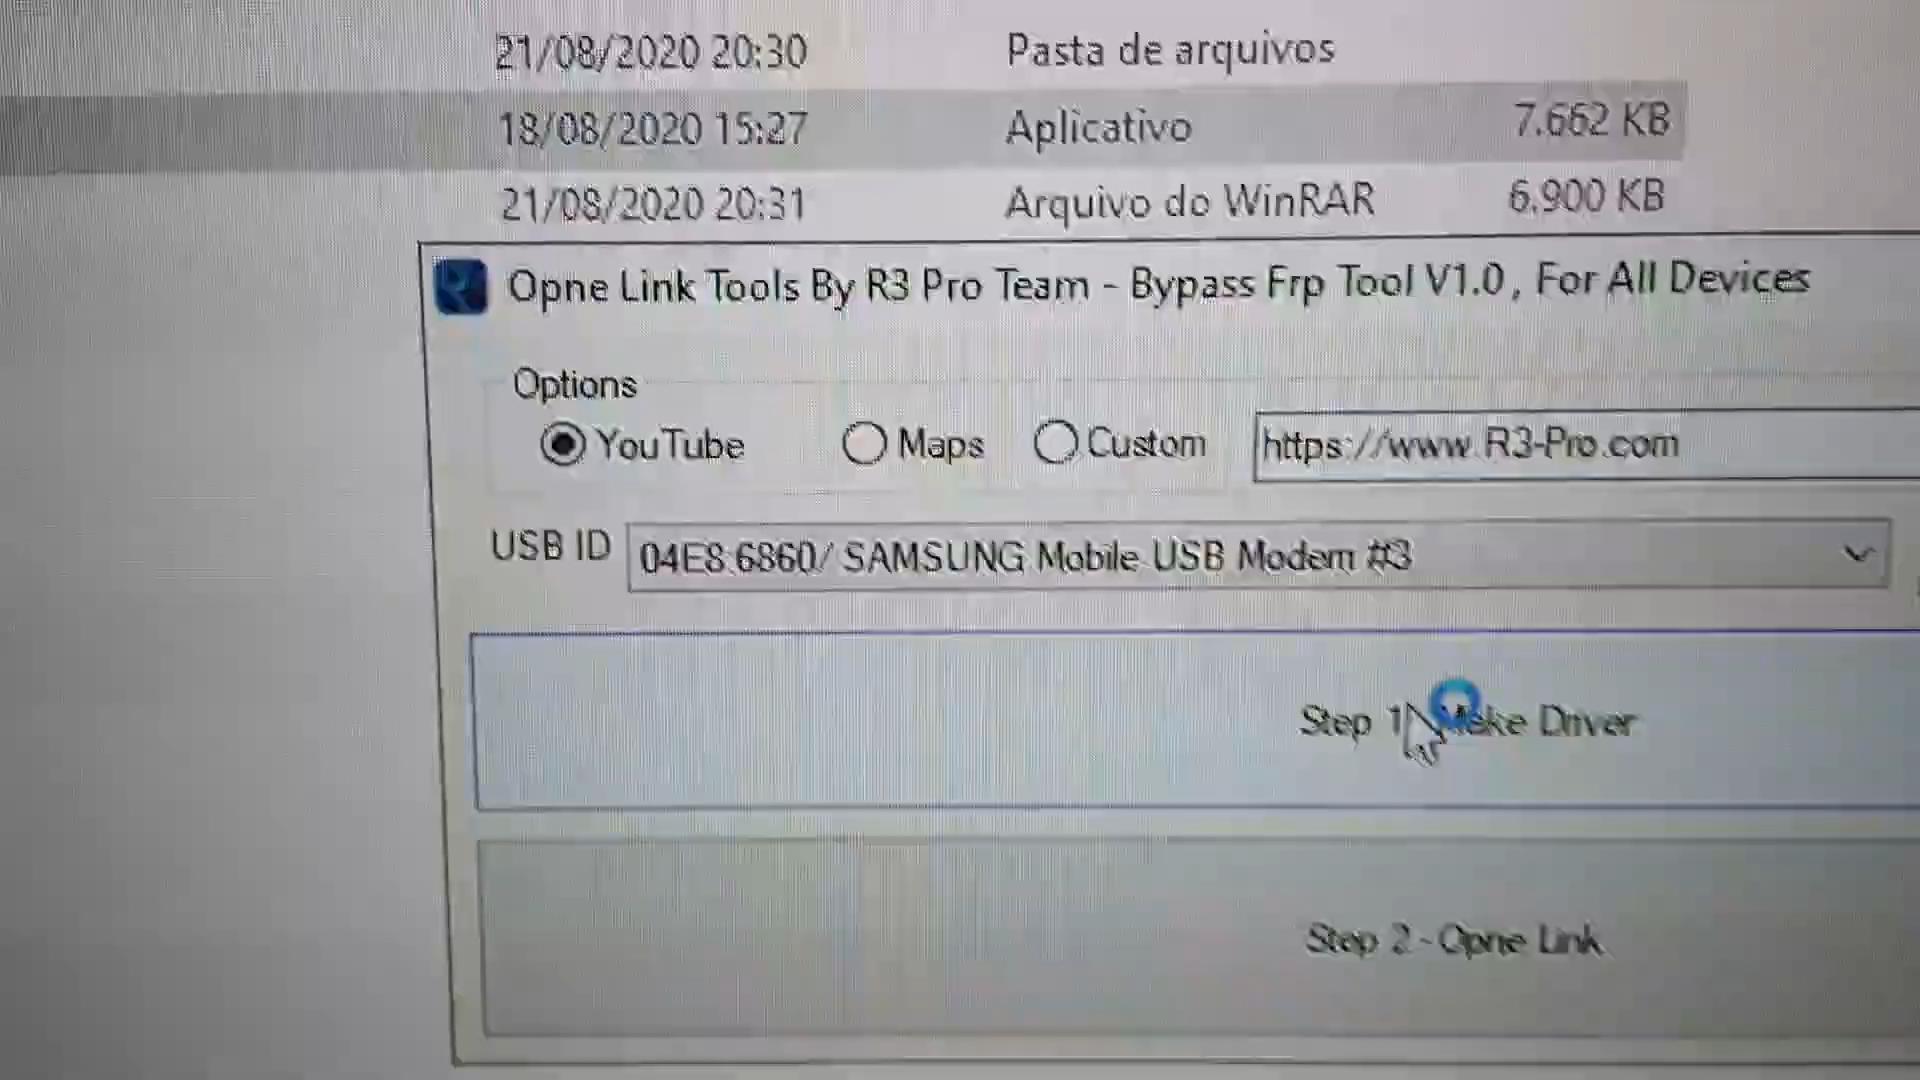 21/08/2020 20:30 Pasta de arquivos
18/08/2020 15:27 Aplicativo 7.662 KB
21/08/2020 20:31 Arquivo do WinRAR 6.900 KB
Opne Link Tools By R3 Pro Team - Bypass Frp Tool V1.0 , For All Devices
Options
YouTube Maps Custom https://www.R3-Pro.com
USB ID 04E8:6860/ SAMSUNG Mobile USB Modem #3
Step 1 Make Driver
Step 2 - Opne Link